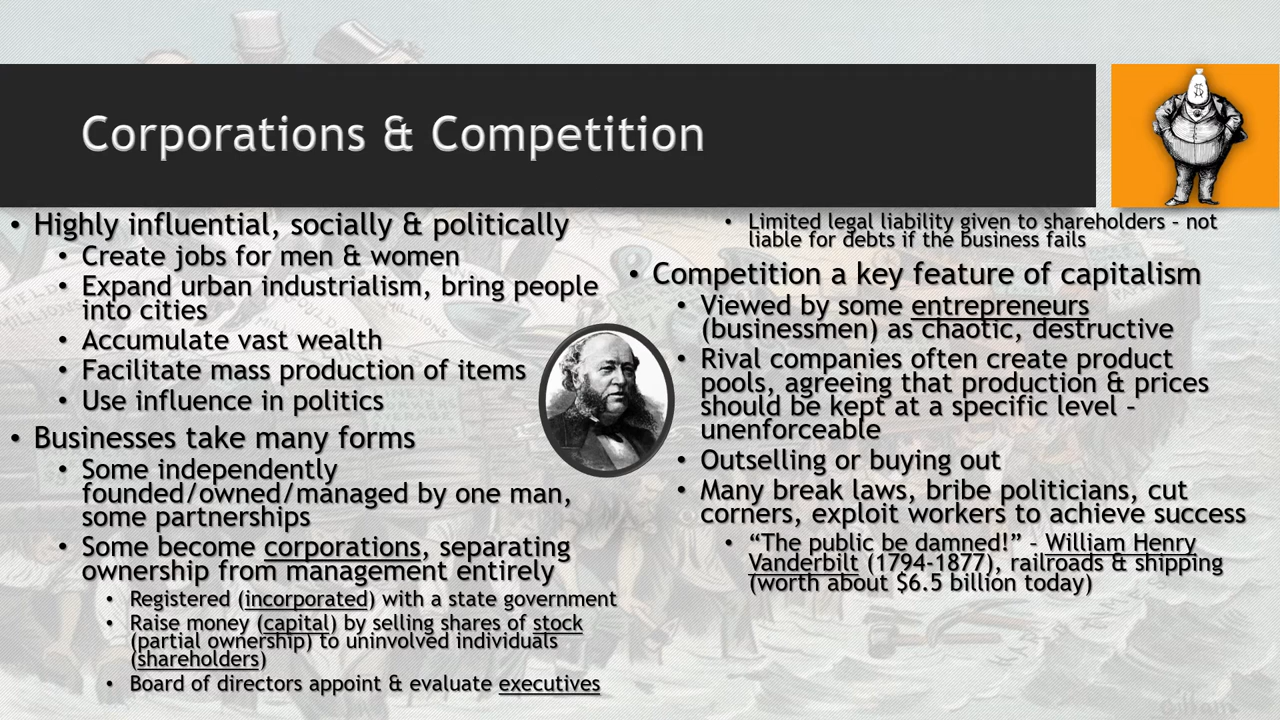 Corporations & Competition
$
• Highly influential, socially & politically
• Create jobs for men & women
• Expand urban industrialism, bring people
into cities
• Accumulate vast wealth
• Facilitate mass production of items
• Use influence in politics
• Businesses take many forms
• Some independently
founded/owned/managed by one man,
some partnerships
• Some become corporations, separating
ownership from management entirely
• Registered (incorporated) with a state government
• Raise money (capital) by selling shares of stock
(partial ownership) to uninvolved individuals
(shareholders)
• Board of directors appoint & evaluate executives
• Limited legal liability given to shareholders – not
liable for debts if the business fails
• Competition a key feature of capitalism
• Viewed by some entrepreneurs
(businessmen) as chaotic, destructive
• Rival companies often create product
pools, agreeing that production & prices
should be kept at a specific level –
unenforceable
• Outselling or buying out
• Many break laws, bribe politicians, cut
corners, exploit workers to achieve success
• “The public be damned!” – William Henry
Vanderbilt (1794-1877), railroads & shipping
(worth about $6.5 billion today)